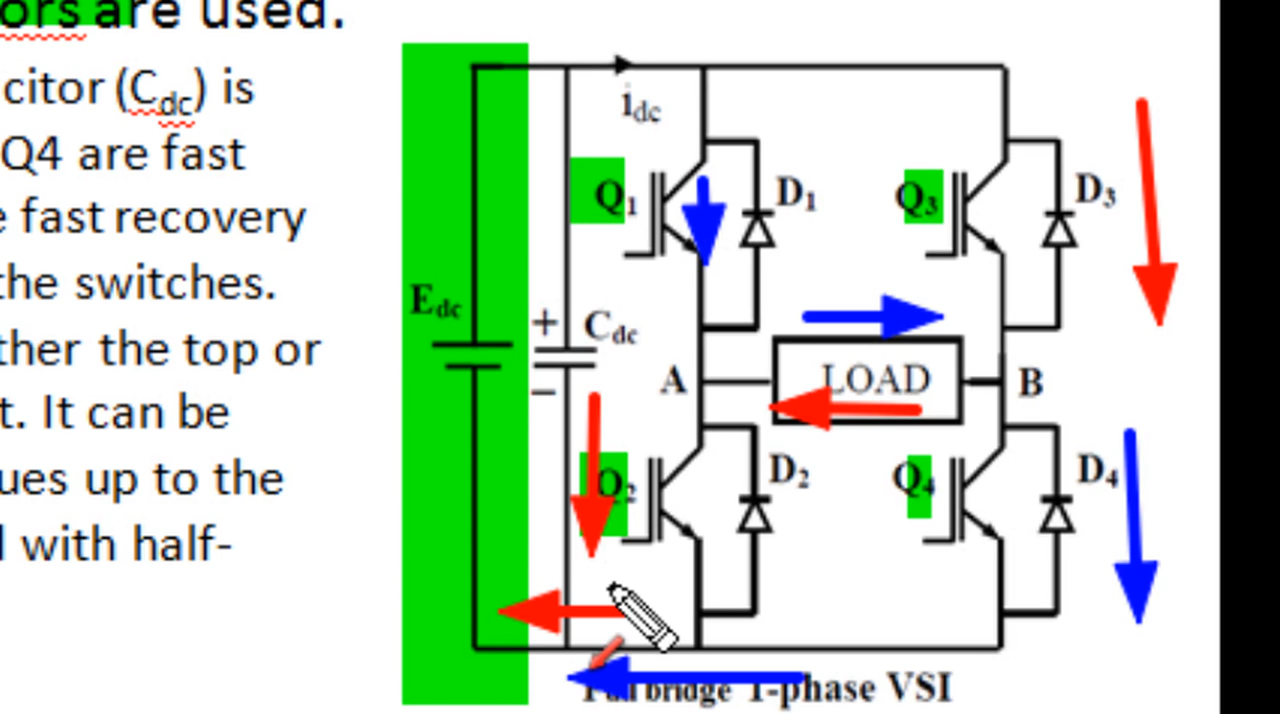 ors are used.
citor (Cdc) is
Q4 are fast
e fast recovery
the switches.
ther the top or
t. It can be
ues up to the
with half-
idc
Q1
D1
Q3
D3
Edc
+
Cdc
−
A
LOAD
B
Q2
D2
Q4
D4
bridge 1-phase VSI